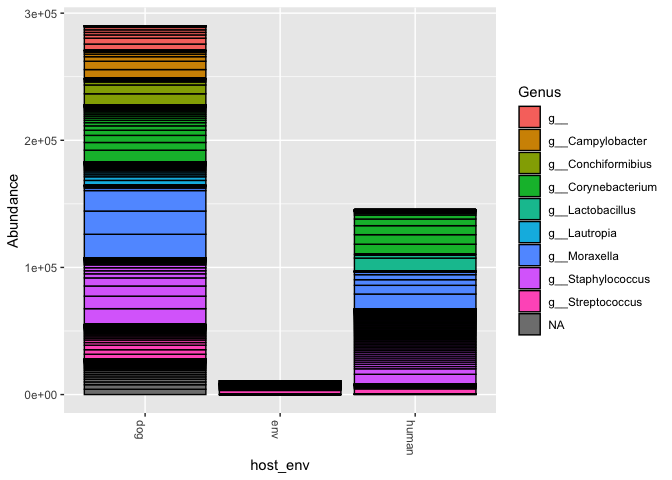 3e+05
2e+05
1e+05
0e+00
Abundance
dog
env
human
host_env
Genus
g__
g__Campylobacter
g__Conchiformibius
g__Corynebacterium
g__Lactobacillus
g__Lautropia
g__Moraxella
g__Staphylococcus
g__Streptococcus
NA